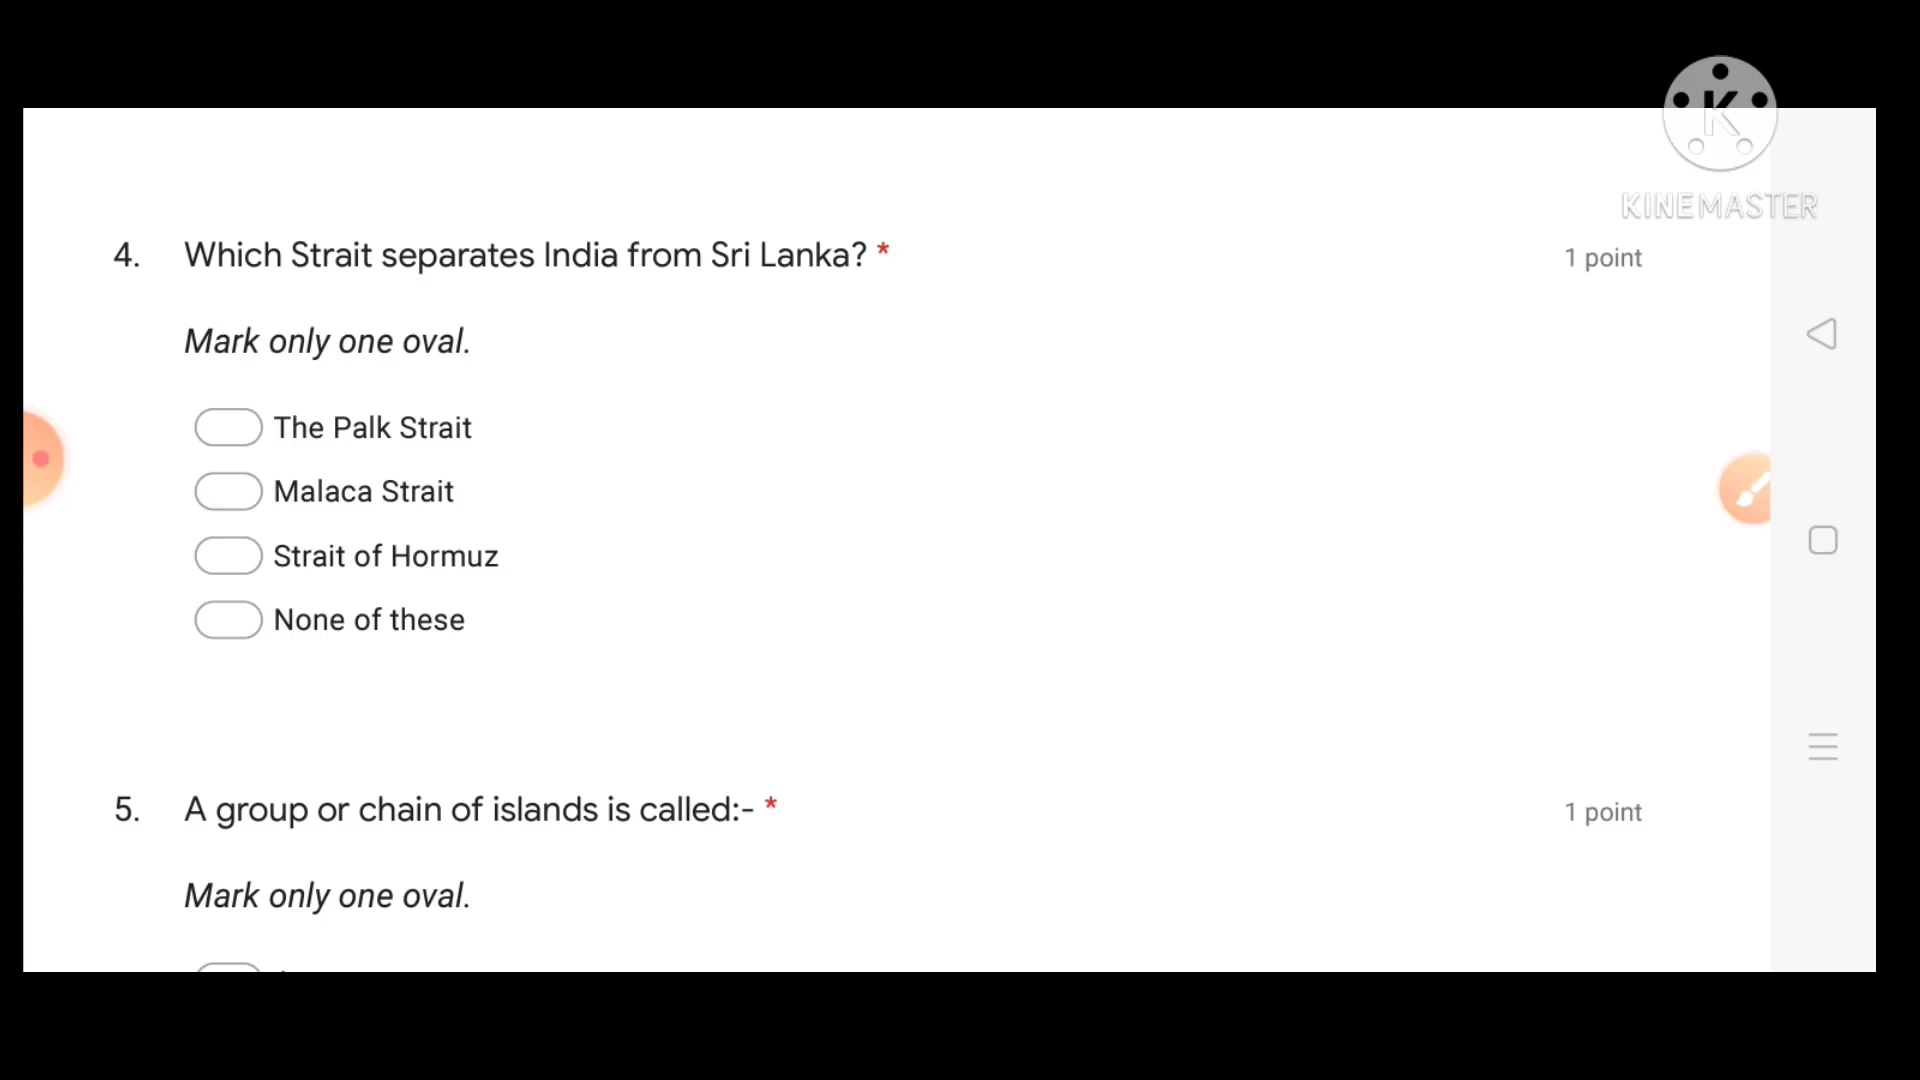 K
KINEMASTER
4. Which Strait separates India from Sri Lanka? * 1 point
Mark only one oval.
The Palk Strait
Malaca Strait
Strait of Hormuz
None of these
5. A group or chain of islands is called:- * 1 point
Mark only one oval.